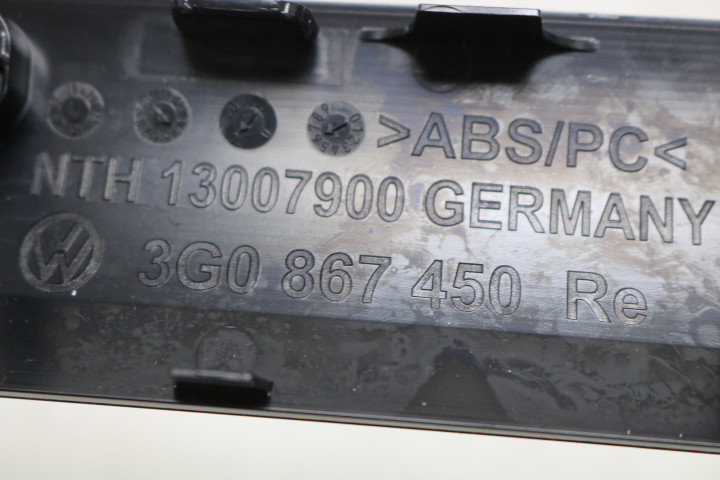 >ABS/PC<
NTH 13007900 GERMANY
3G0 867 450 Re